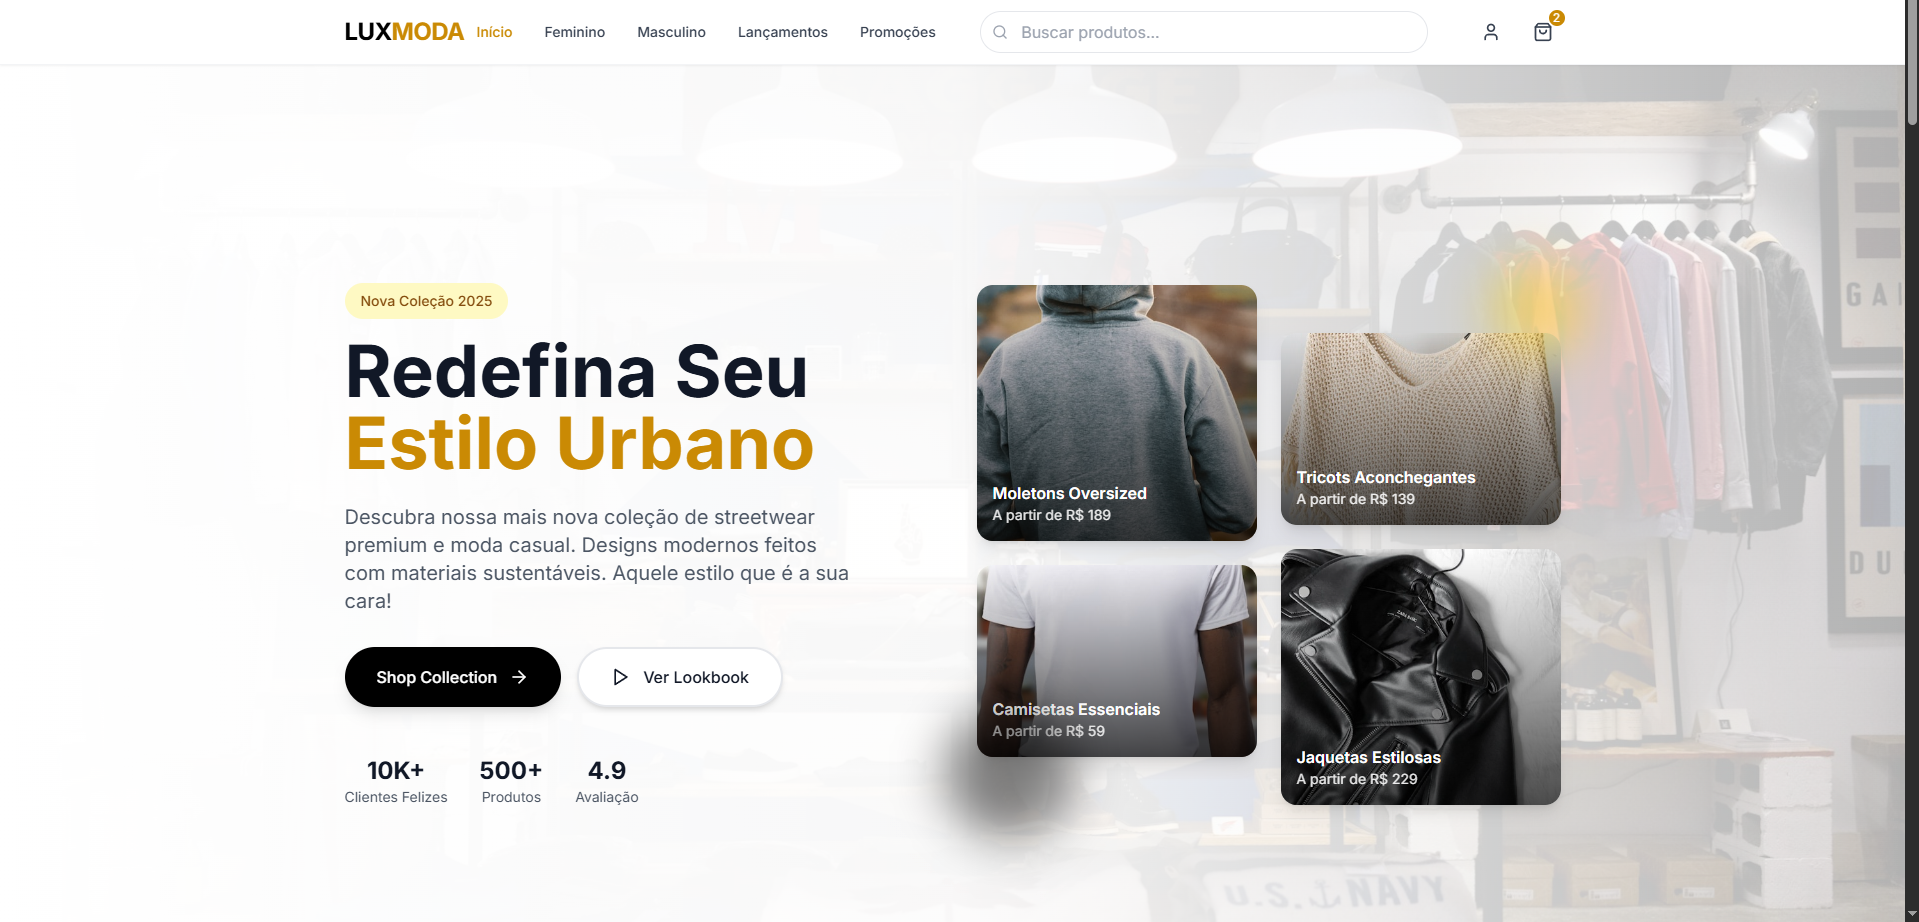 LUXMODA Início Feminino Masculino Lançamentos Promoções Buscar produtos... 2
Nova Coleção 2025
Redefina Seu
Estilo Urbano
Descubra nossa mais nova coleção de streetwear
premium e moda casual. Designs modernos feitos
com materiais sustentáveis. Aquele estilo que é a sua
cara!
Shop Collection
Ver Lookbook
10K+
Clientes Felizes
500+
Produtos
4.9
Avaliação
Moletons Oversized
A partir de R$ 189
Tricots Aconchegantes
A partir de R$ 139
Camisetas Essenciais
A partir de R$ 59
Jaquetas Estilosas
A partir de R$ 229
U.S. NAVY